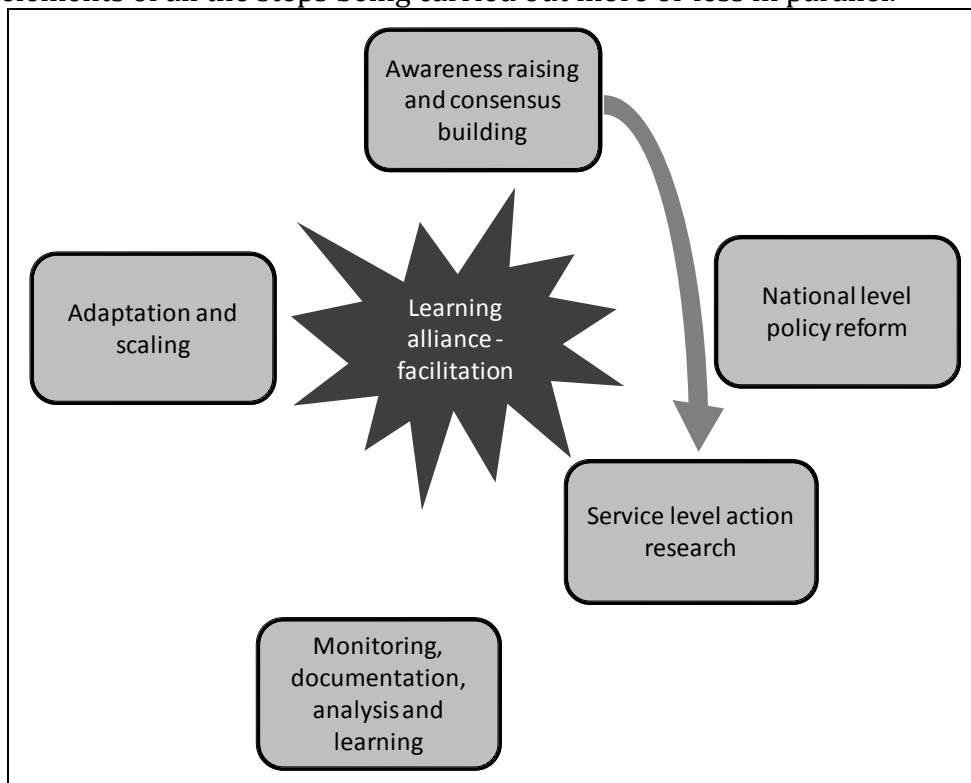 elements of all the steps being carried out more or less in parallel.
Awareness raising
and consensus
building
National level
policy reform
Adaptation and
scaling
Learning
alliance -
facilitation
Service level action
research
Monitoring,
documentation,
analysis and
learning